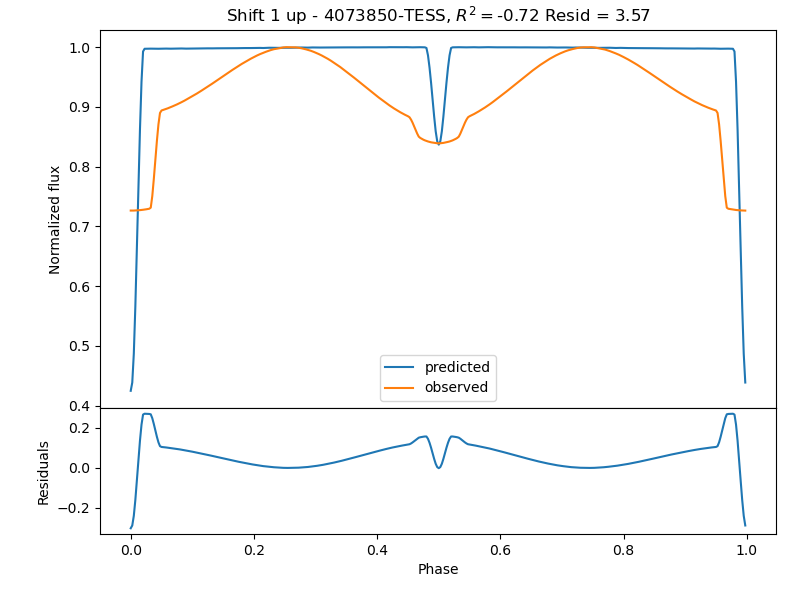 Shift 1 up - 4073850-TESS, R² = -0.72 Resid = 3.57
Normalized flux
1.0
0.9
0.8
0.7
0.6
0.5
0.4
predicted
observed
Residuals
0.2
0.0
−0.2
0.0 0.2 0.4 0.6 0.8 1.0
Phase